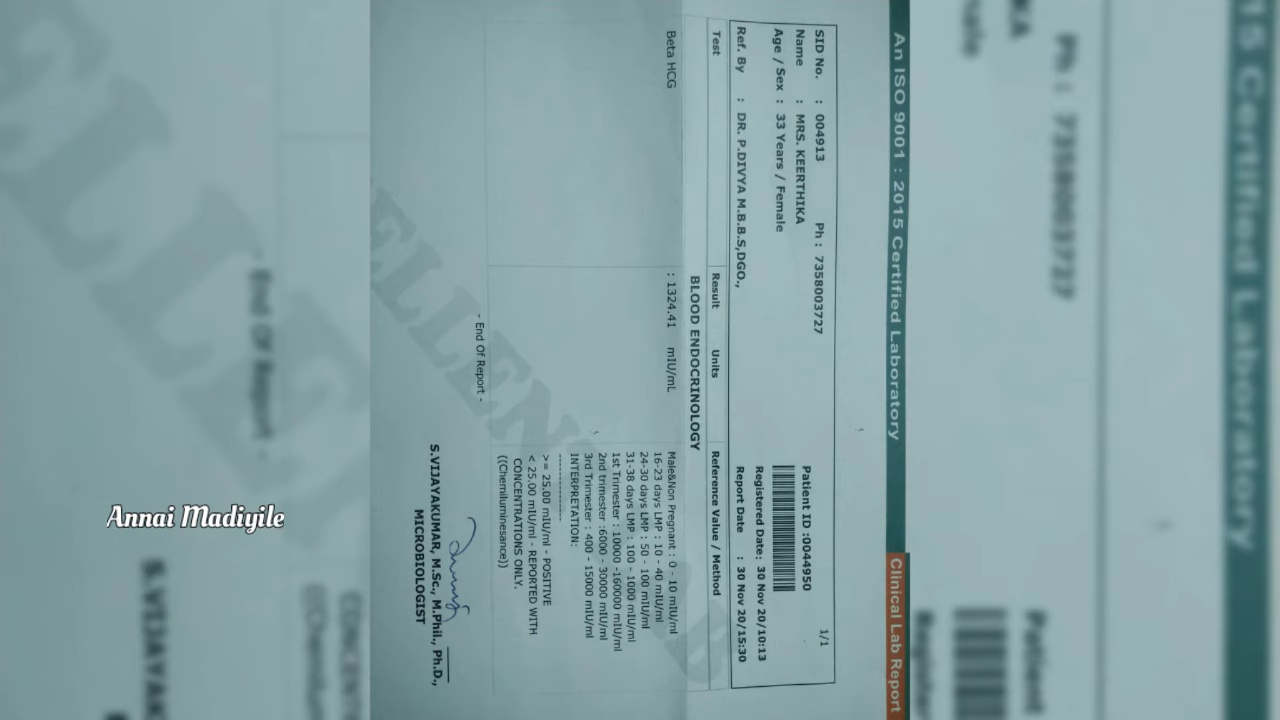 An ISO 9001 : 2015 Certified Laboratory
Clinical Lab Report
1/1
SID No. : 004913 Ph : 7358003727
Patient ID :0044950
Name : MRS. KEERTHIKA
Age / Sex : 33 Years / Female
Registered Date: 30 Nov 20/10:13
Ref. By : DR. P.DIVYA M.B.B.S,DGO.,
Report Date : 30 Nov 20/15:30
Test Result Units Reference Value / Method
BLOOD ENDOCRINOLOGY
Beta HCG : 1324.41 mIU/mL Male&Non Pregnant : 0 - 10 mIU/ml
16-23 days LMP : 10 - 40 mIU/ml
24-30 days LMP : 50 - 100 mIU/ml
31-38 days LMP : 100 - 1000 mIU/ml
1st Trimester : 10000 -160000 mIU/ml
2nd trimester :6000 - 30000 mIU/ml
3rd Trimester : 400 - 15000 mIU/ml
INTERPRETATION:
>= 25.00 mIU/ml - POSITIVE
< 25.00 mIU/ml - REPORTED WITH
CONCENTRATIONS ONLY.
((Chemiluminesance))
- End Of Report -
S.VIJAYAKUMAR, M.Sc., M.Phil., Ph.D.,
MICROBIOLOGIST
Annai Madiyile